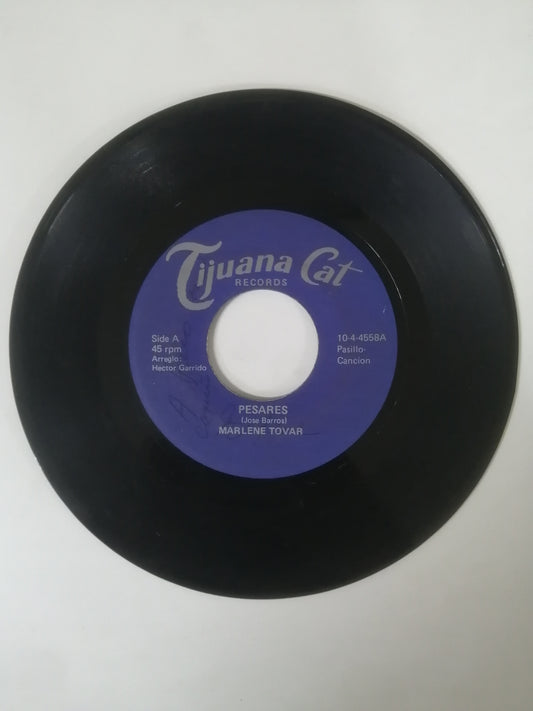 Tijuana Cat
RECORDS
Side A
45 rpm
Arreglo:
Hector Garrido
10-4-4558A
Pasillo-
Cancion
PESARES
(Jose Barros)
MARLENE TOVAR